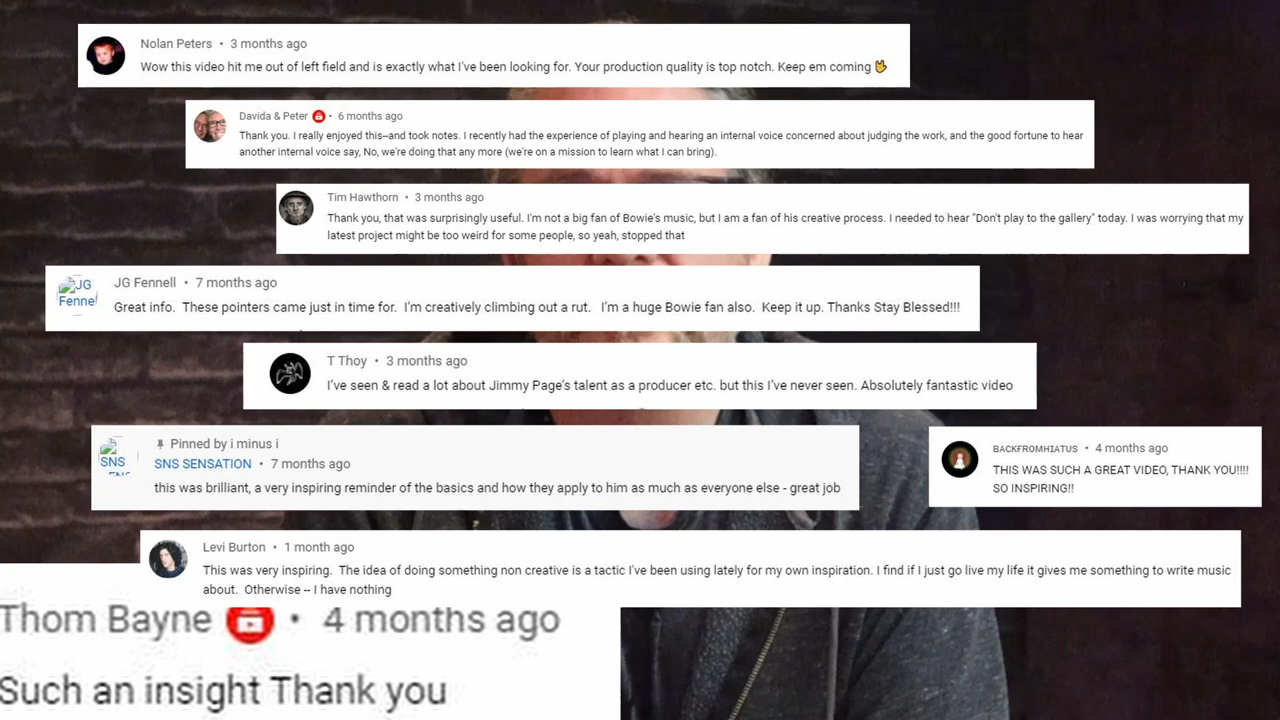 Nolan Peters • 3 months ago
Wow this video hit me out of left field and is exactly what I've been looking for. Your production quality is top notch. Keep em coming 🤟
Davida & Peter • 6 months ago
Thank you. I really enjoyed this--and took notes. I recently had the experience of playing and hearing an internal voice concerned about judging the work, and the good fortune to hear
another internal voice say, No, we're doing that any more (we're on a mission to learn what I can bring).
Tim Hawthorn • 3 months ago
Thank you, that was surprisingly useful. I'm not a big fan of Bowie's music, but I am a fan of his creative process. I needed to hear "Don't play to the gallery" today. I was worrying that my
latest project might be too weird for some people, so yeah, stopped that
JG
Fennel
JG Fennell • 7 months ago
Great info. These pointers came just in time for. I'm creatively climbing out a rut. I'm a huge Bowie fan also. Keep it up. Thanks Stay Blessed!!!
T Thoy • 3 months ago
I've seen & read a lot about Jimmy Page's talent as a producer etc. but this I've never seen. Absolutely fantastic video
Pinned by i minus i
SNS
SNS SENSATION • 7 months ago
this was brilliant, a very inspiring reminder of the basics and how they apply to him as much as everyone else - great job
BACKFROMHIATUS • 4 months ago
THIS WAS SUCH A GREAT VIDEO, THANK YOU!!!!
SO INSPIRING!!
Levi Burton • 1 month ago
This was very inspiring. The idea of doing something non creative is a tactic I've been using lately for my own inspiration. I find if I just go live my life it gives me something to write music
about. Otherwise -- I have nothing
Thom Bayne • 4 months ago
Such an insight Thank you